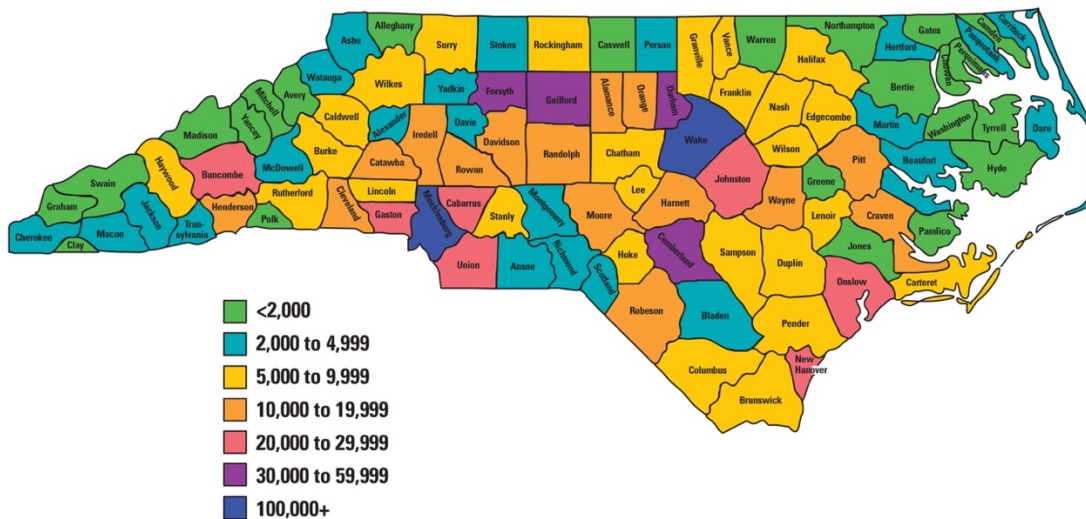 Alleghany
Ashe
Surry
Stokes
Rockingham
Caswell
Person
Granville
Vance
Warren
Northampton
Gates
Camden
Currituck
Pasquotank
Perquimans
Chowan
Hertford
Halifax
Watauga
Wilkes
Yadkin
Forsyth
Guilford
Alamance
Orange
Durham
Franklin
Nash
Edgecombe
Bertie
Mitchell
Avery
Caldwell
Alexander
Iredell
Davie
Davidson
Randolph
Chatham
Wake
Wilson
Martin
Washington
Tyrrell
Dare
Madison
Yancey
Burke
McDowell
Catawba
Rowan
Johnston
Greene
Pitt
Beaufort
Hyde
Haywood
Buncombe
Rutherford
Lincoln
Lee
Harnett
Wayne
Swain
Graham
Jackson
Henderson
Polk
Cleveland
Gaston
Mecklenburg
Cabarrus
Stanly
Montgomery
Moore
Lenoir
Craven
Pamlico
Cherokee
Clay
Macon
Tran-
sylvania
Union
Anson
Richmond
Scotland
Hoke
Cumberland
Sampson
Duplin
Jones
Onslow
Carteret
Robeson
Bladen
Pender
New
Hanover
Columbus
Brunswick
<2,000
2,000 to 4,999
5,000 to 9,999
10,000 to 19,999
20,000 to 29,999
30,000 to 59,999
100,000+